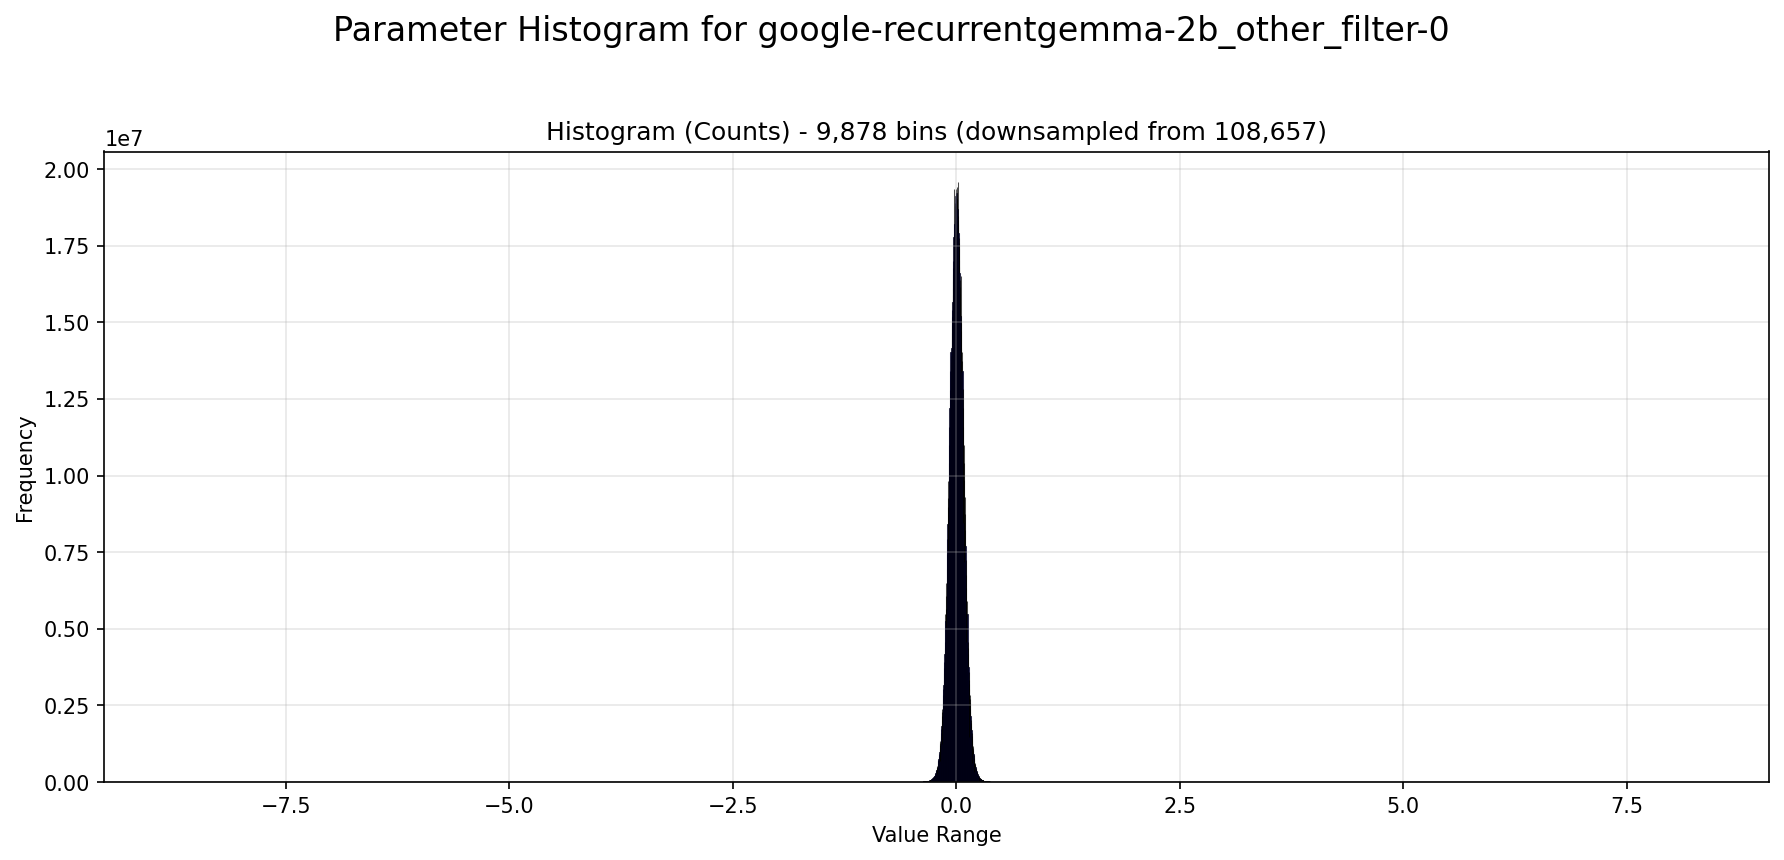 Parameter Histogram for google-recurrentgemma-2b_other_filter-0
Histogram (Counts) - 9,878 bins (downsampled from 108,657)
1e7
2.00
1.75
1.50
1.25
1.00
0.75
0.50
0.25
0.00
Frequency
−7.5 −5.0 −2.5 0.0 2.5 5.0 7.5
Value Range